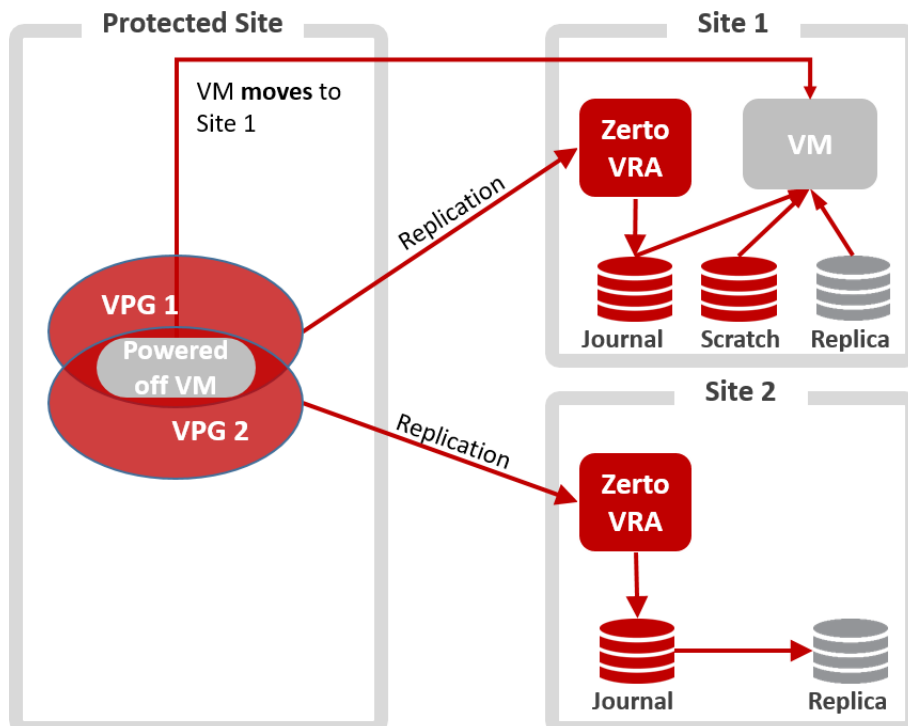 Protected Site
VM moves to
Site 1
VPG 1
Powered
off VM
VPG 2
Replication
Replication
Site 1
Zerto
VRA
VM
Journal
Scratch
Replica
Site 2
Zerto
VRA
Journal
Replica